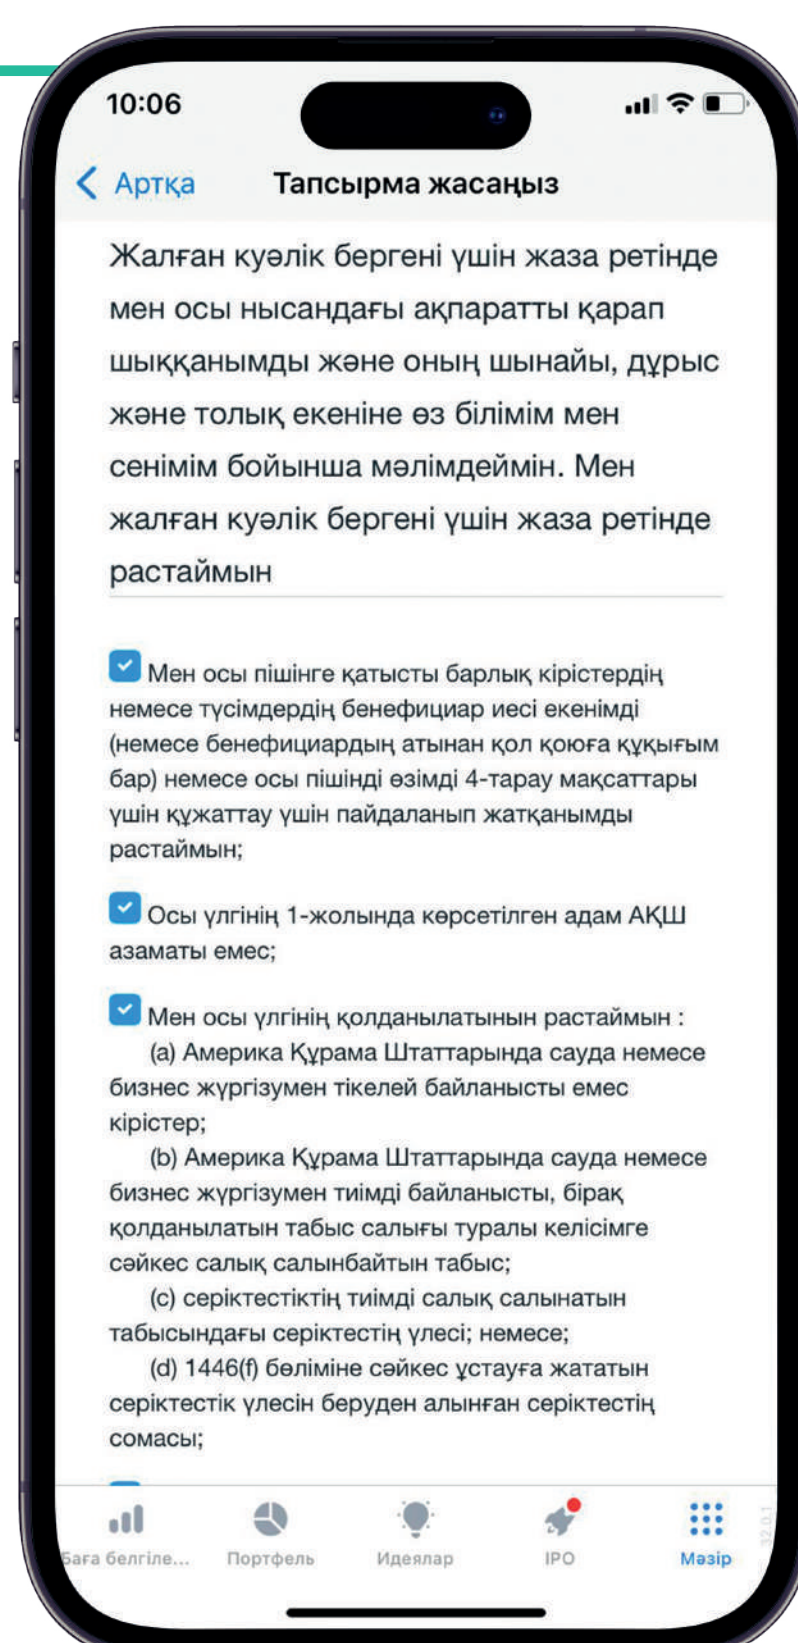 10:06
Артқа
Тапсырма жасаңыз
Жалған куәлік бергені үшін жаза ретінде
мен осы нысандағы ақпаратты қарап
шыққанымды және оның шынайы, дұрыс
және толық екеніне өз білімім мен
сенімім бойынша мәлімдеймін. Мен
жалған куәлік бергені үшін жаза ретінде
растаймын
Мен осы пішінге қатысты барлық кірістердің
немесе түсімдердің бенефициар иесі екенімді
(немесе бенефициардың атынан қол қоюға құқығым
бар) немесе осы пішінді өзімді 4-тарау мақсаттары
үшін құжаттау үшін пайдаланып жатқанымды
растаймын;
Осы үлгінің 1-жолында көрсетілген адам АҚШ
азаматы емес;
Мен осы үлгінің қолданылатынын растаймын :
(a) Америка Құрама Штаттарында сауда немесе
бизнес жүргізумен тікелей байланысты емес
кірістер;
(b) Америка Құрама Штаттарында сауда немесе
бизнес жүргізумен тиімді байланысты, бірақ
қолданылатын табыс салығы туралы келісімге
сәйкес салық салынбайтын табыс;
(c) серіктестіктің тиімді салық салынатын
табысындағы серіктестің үлесі; немесе;
(d) 1446(f) бөліміне сәйкес ұстауға жататын
серіктестік үлесін беруден алынған серіктестің
сомасы;
Баға белгіле...
Портфель
Идеялар
IPO
Мәзір
32.0.1